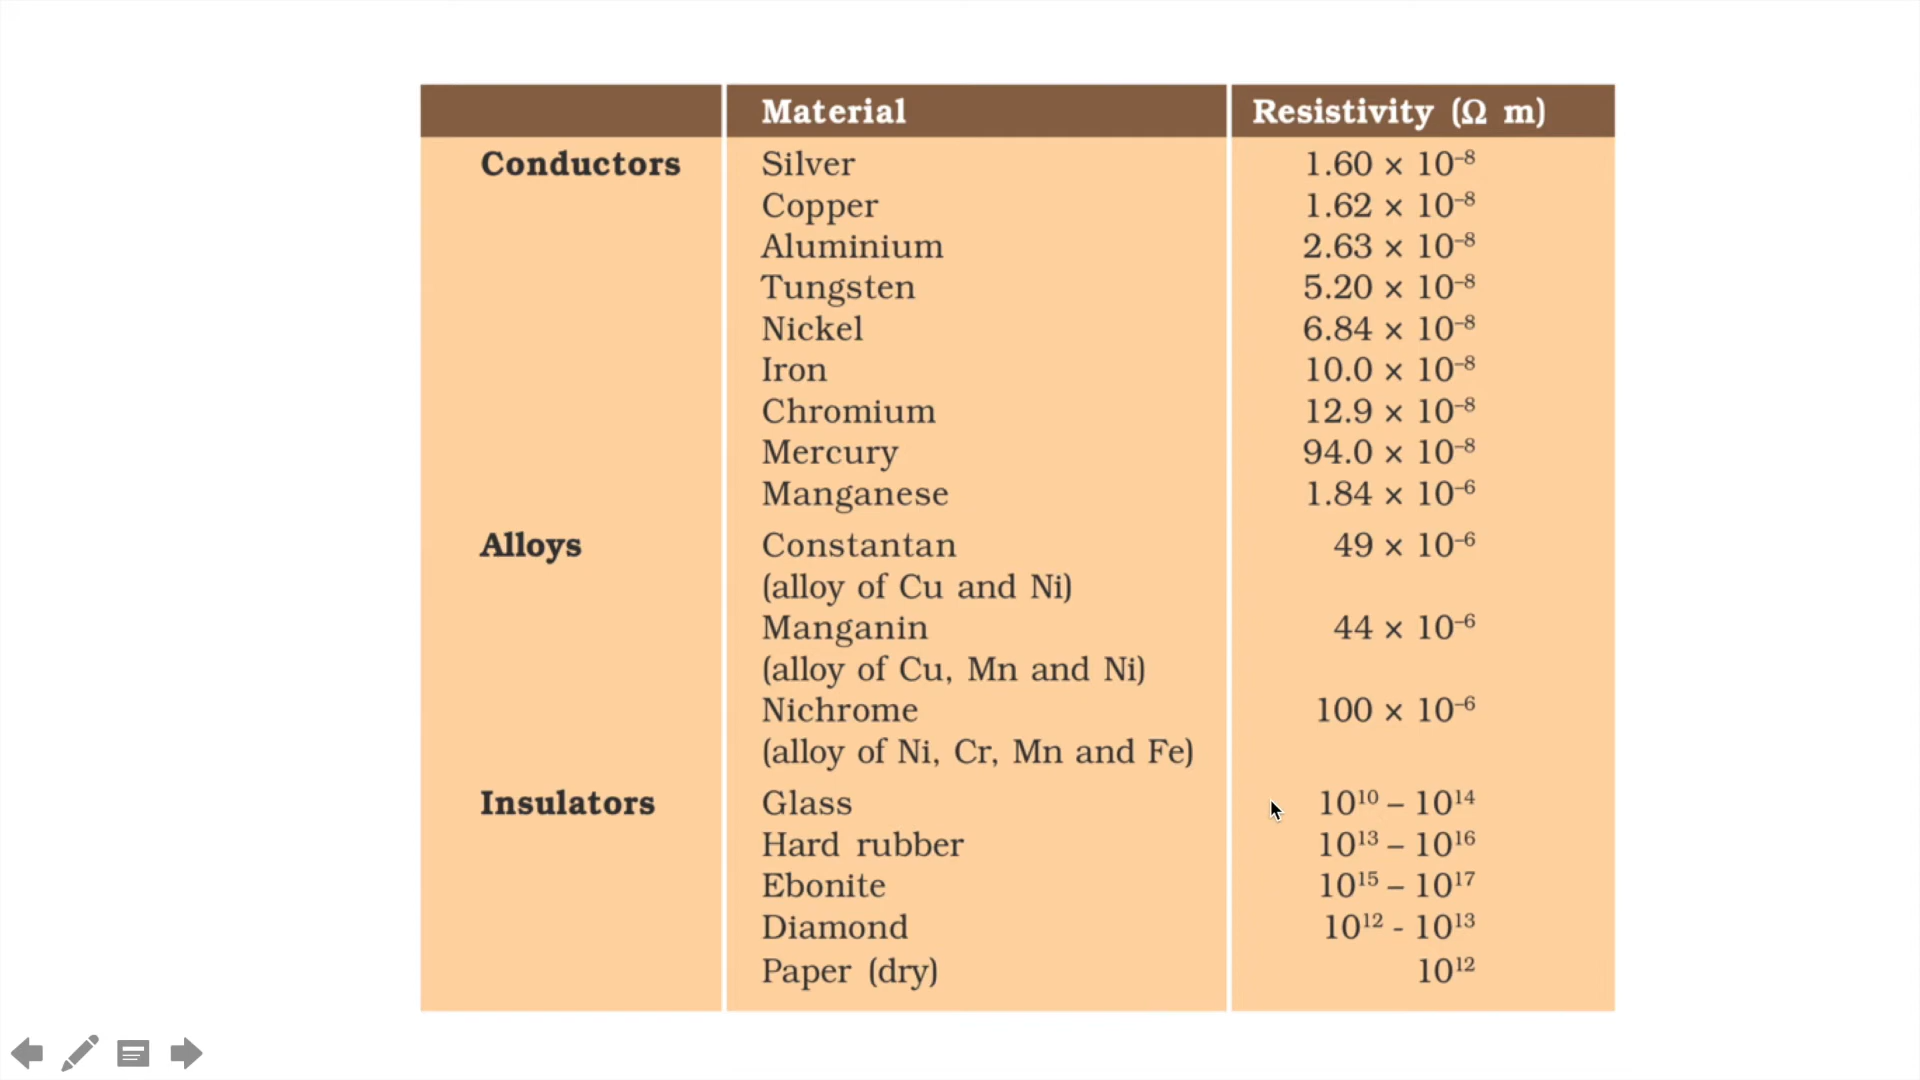 Material Resistivity (Ω m)
Conductors Silver 1.60 × 10⁻⁸
Copper 1.62 × 10⁻⁸
Aluminium 2.63 × 10⁻⁸
Tungsten 5.20 × 10⁻⁸
Nickel 6.84 × 10⁻⁸
Iron 10.0 × 10⁻⁸
Chromium 12.9 × 10⁻⁸
Mercury 94.0 × 10⁻⁸
Manganese 1.84 × 10⁻⁶
Alloys Constantan 49 × 10⁻⁶
(alloy of Cu and Ni)
Manganin 44 × 10⁻⁶
(alloy of Cu, Mn and Ni)
Nichrome 100 × 10⁻⁶
(alloy of Ni, Cr, Mn and Fe)
Insulators Glass 10¹⁰ – 10¹⁴
Hard rubber 10¹³ – 10¹⁶
Ebonite 10¹⁵ – 10¹⁷
Diamond 10¹² - 10¹³
Paper (dry) 10¹²